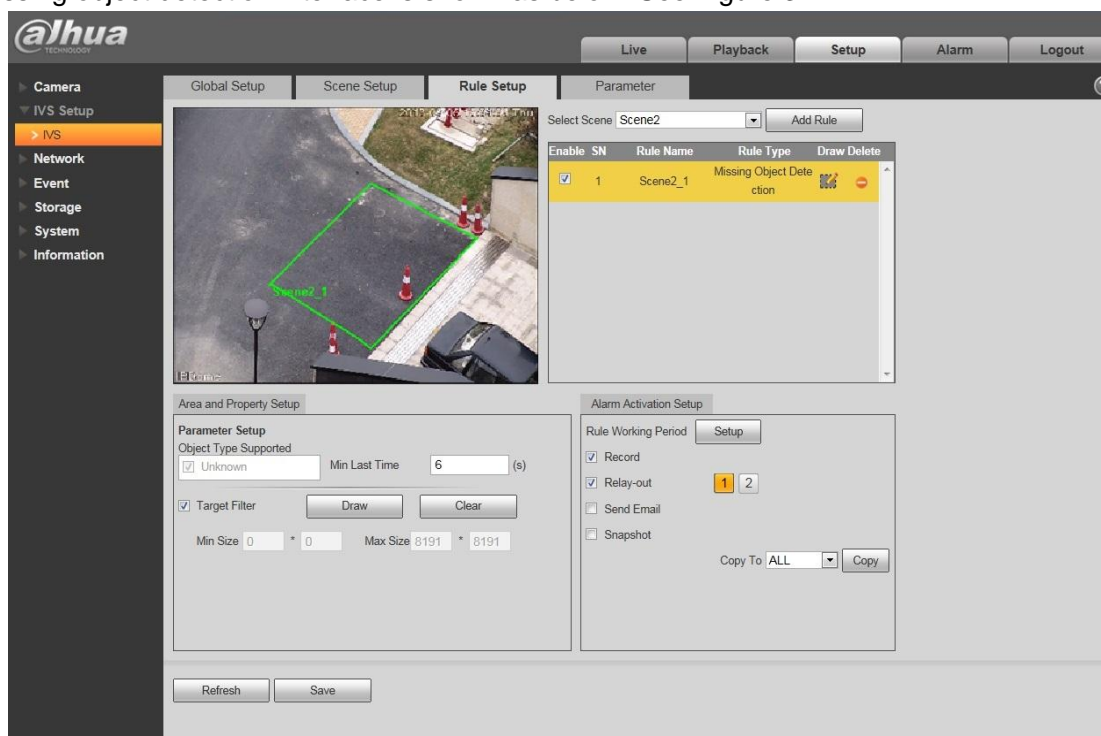 alhua
TECHNOLOGY
Live Playback Setup Alarm Logout
Camera
IVS Setup
> IVS
Network
Event
Storage
System
Information
Global Setup Scene Setup Rule Setup Parameter
Select Scene Scene2 Add Rule
Enable SN Rule Name Rule Type Draw Delete
1 Scene2_1 Missing Object Dete
ction
Scene2_1
Area and Property Setup
Parameter Setup
Object Type Supported
Unknown Min Last Time 6 (s)
Target Filter Draw Clear
Min Size 0 * 0 Max Size 8191 * 8191
Alarm Activation Setup
Rule Working Period Setup
Record
Relay-out 1 2
Send Email
Snapshot
Copy To ALL Copy
Refresh Save